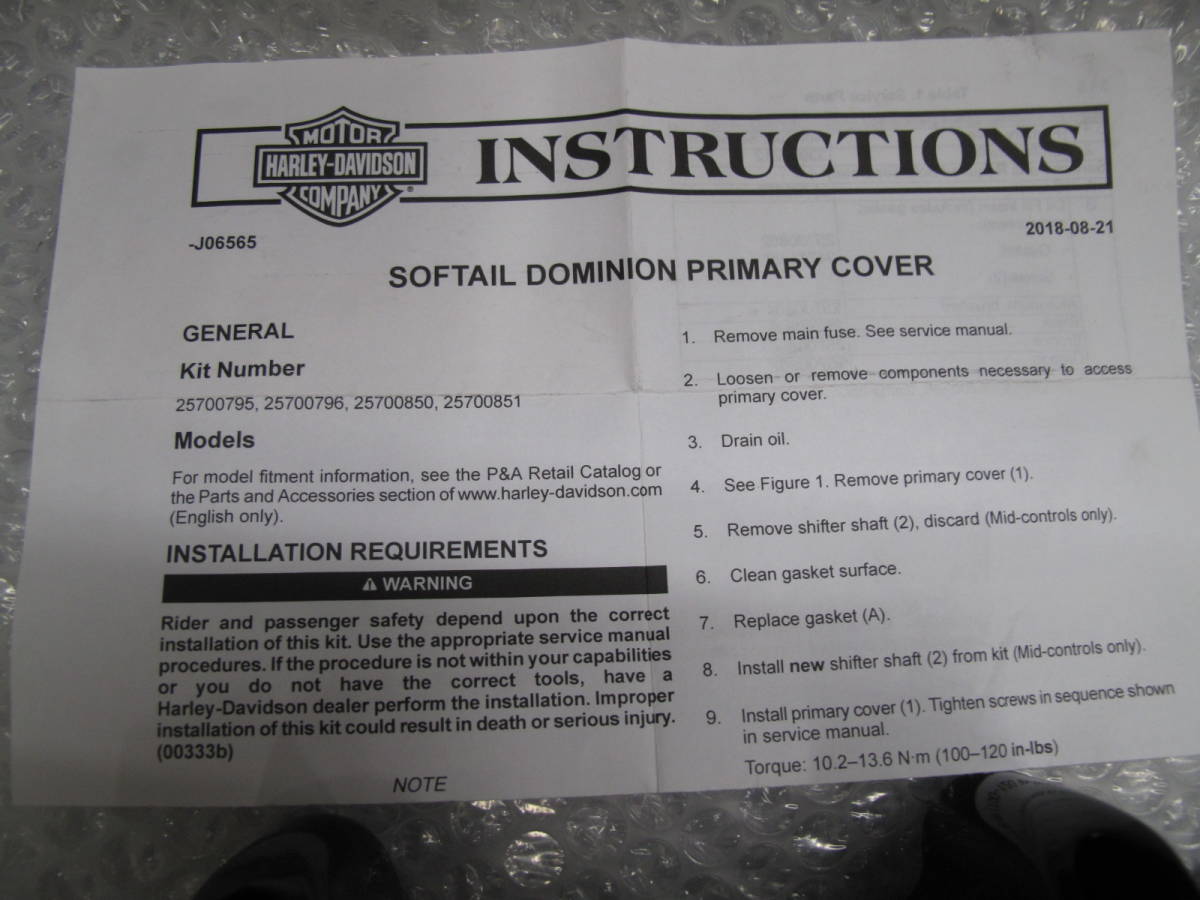 MOTOR
HARLEY-DAVIDSON
COMPANY
®
INSTRUCTIONS
-J06565
2018-08-21
SOFTAIL DOMINION PRIMARY COVER
GENERAL
Kit Number
25700795, 25700796, 25700850, 25700851
Models
For model fitment information, see the P&A Retail Catalog or
the Parts and Accessories section of www.harley-davidson.com
(English only).
INSTALLATION REQUIREMENTS
⚠ WARNING
Rider and passenger safety depend upon the correct
installation of this kit. Use the appropriate service manual
procedures. If the procedure is not within your capabilities
or you do not have the correct tools, have a
Harley-Davidson dealer perform the installation. Improper
installation of this kit could result in death or serious injury.
(00333b)
NOTE
1. Remove main fuse. See service manual.
2. Loosen or remove components necessary to access
primary cover.
3. Drain oil.
4. See Figure 1. Remove primary cover (1).
5. Remove shifter shaft (2), discard (Mid-controls only).
6. Clean gasket surface.
7. Replace gasket (A).
8. Install new shifter shaft (2) from kit (Mid-controls only).
9. Install primary cover (1). Tighten screws in sequence shown
in service manual.
Torque: 10.2–13.6 N·m (100–120 in-lbs)
Table 1. Service Parts